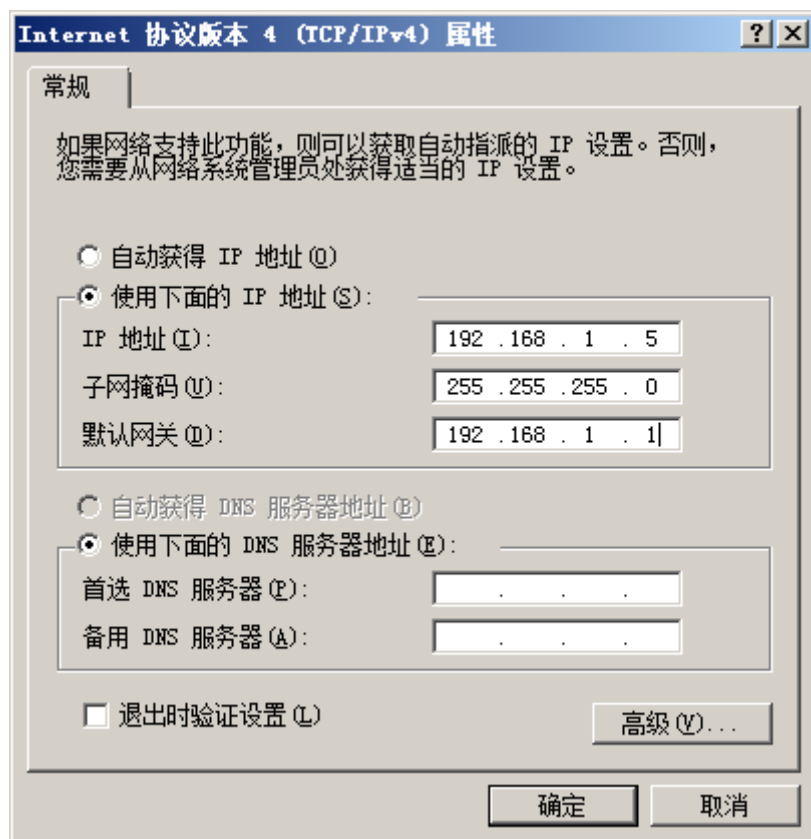 Internet 协议版本 4 (TCP/IPv4) 属性
常规
如果网络支持此功能，则可以获取自动指派的 IP 设置。否则，
您需要从网络系统管理员处获得适当的 IP 设置。
自动获得 IP 地址(O)
使用下面的 IP 地址(S):
IP 地址(I): 192 .168 . 1 . 5
子网掩码(U): 255 .255 .255 . 0
默认网关(D): 192 .168 . 1 . 1
自动获得 DNS 服务器地址(B)
使用下面的 DNS 服务器地址(E):
首选 DNS 服务器(P): . . .
备用 DNS 服务器(A): . . .
退出时验证设置(L)
高级(V)...
确定 取消